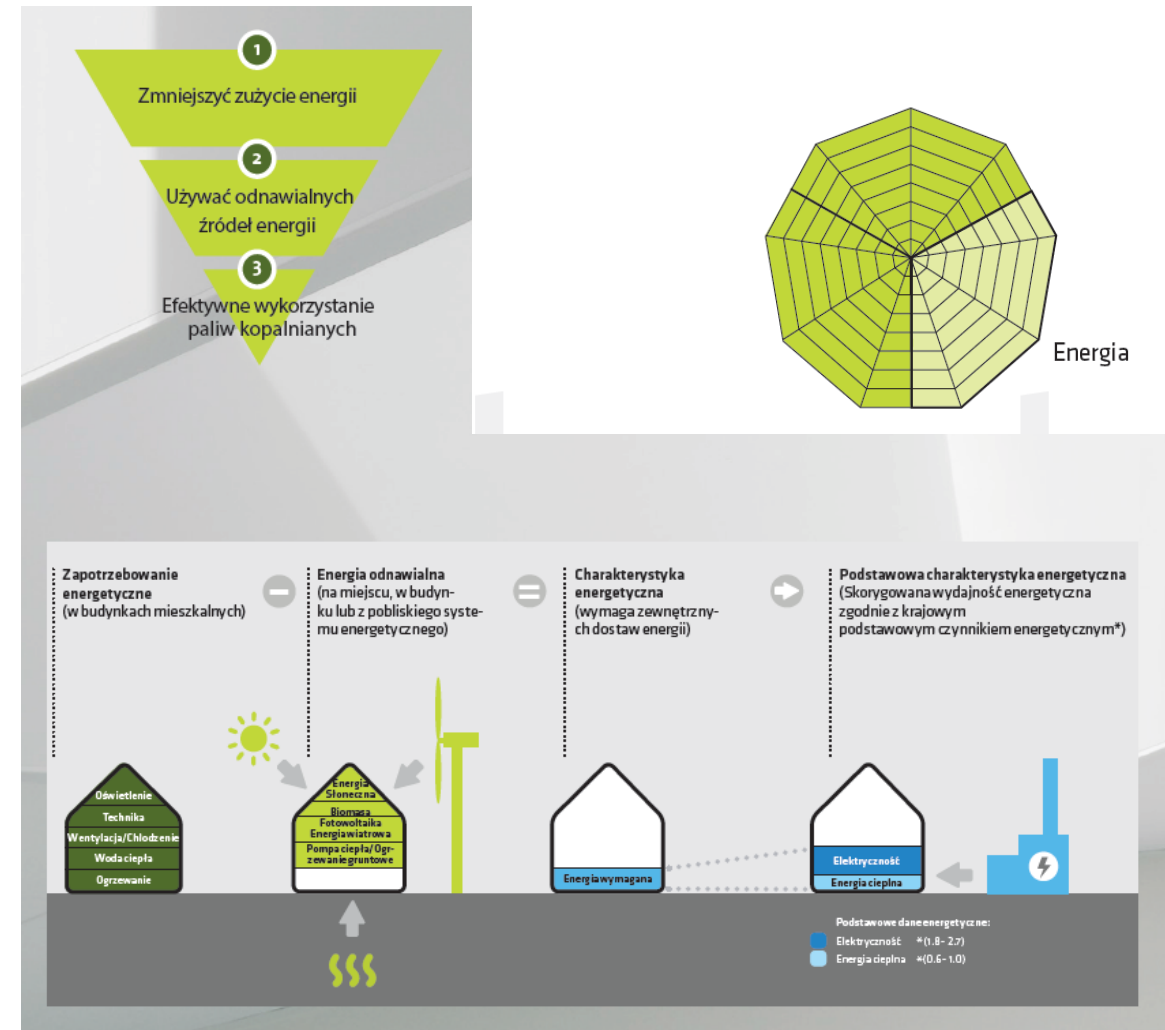 1
Zmniejszyć zużycie energii
2
Używać odnawialnych
źródeł energii
3
Efektywne wykorzystanie
paliw kopalnianych
Energia
Zapotrzebowanie
energetyczne
(w budynkach mieszkalnych)
Energia odnawialna
(na miejscu, w budyn-
ku lub z pobliskiego syste-
mu energetycznego)
Charakterystyka
energetyczna
(wymaga zewnętrzny-
ch dostaw energii)
Podstawowa charakterystyka energetyczna
(Skorygowana wydajność energetyczna
zgodnie z krajowym
podstawowym czynnikiem energetycznym*)
Oświetlenie
Technika
Wentylacja/Chłodzenie
Woda ciepła
Ogrzewanie
Energia
Słoneczna
Biomasa
Fotowoltaika
Energia wiatrowa
Pompa ciepła/Ogr-
zewanie gruntowe
Energia wymagana
Elektryczność
Energia cieplna
Podstawowe dane energetyczne:
Elektryczność *(1.8-2.7)
Energia cieplna *(0.6-1.0)